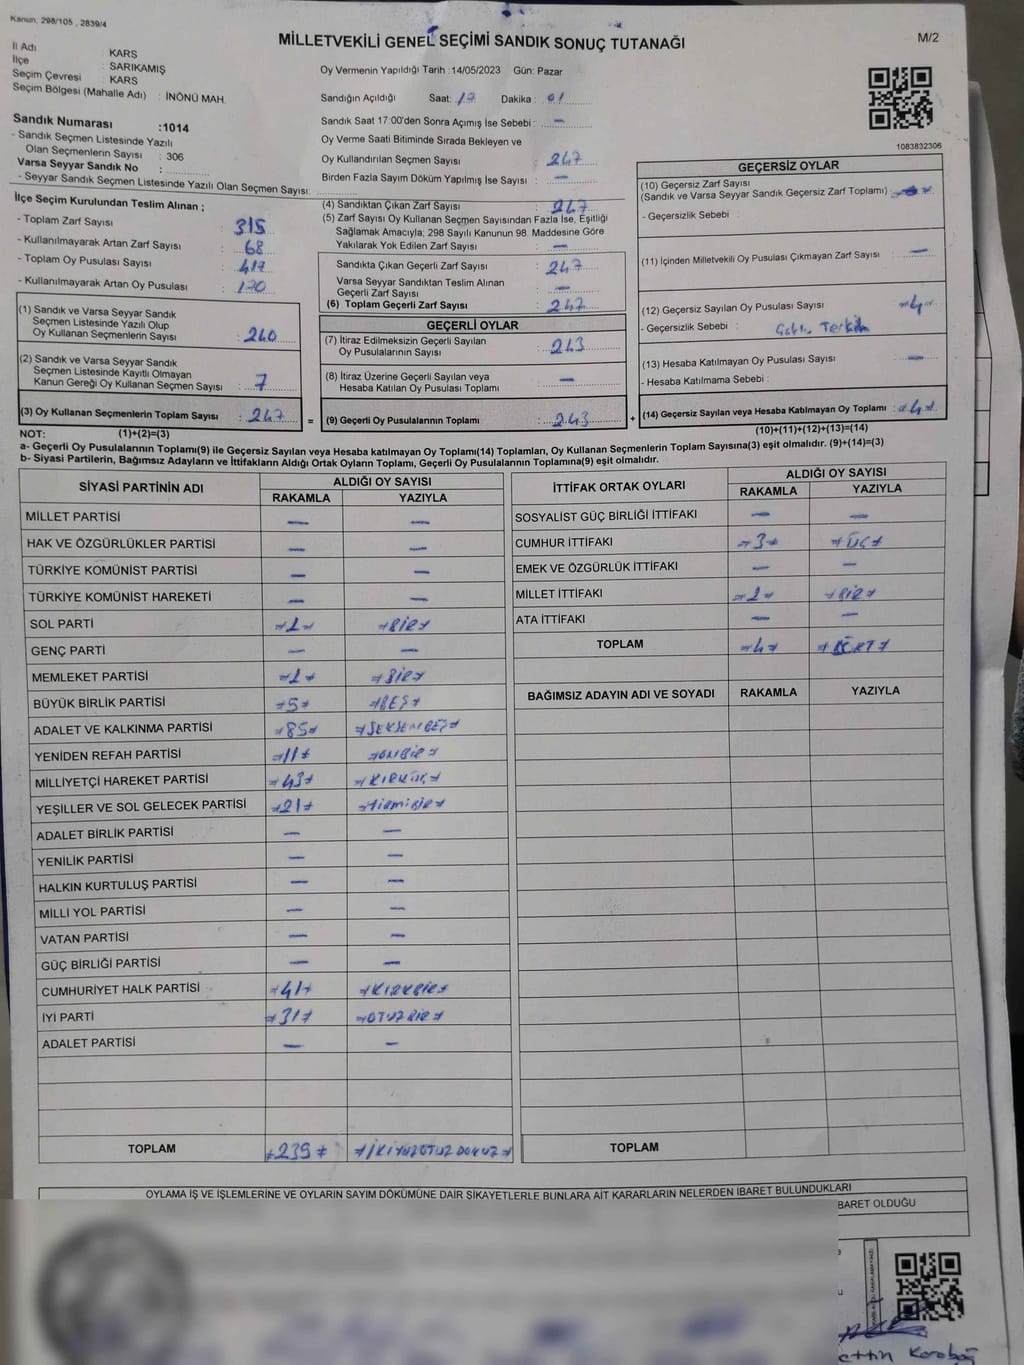 Kanun, 298/105 , 2839/4
MİLLETVEKİLİ GENEL SEÇİMİ SANDIK SONUÇ TUTANAĞI
M/2
İl Adı KARS
İlçe SARIKAMIŞ
Seçim Çevresi KARS
Seçim Bölgesi (Mahalle Adı) : İNÖNÜ MAH.
Sandık Numarası :1014
- Sandık Seçmen Listesinde Yazılı
Olan Seçmenlerin Sayısı : 306
Varsa Seyyar Sandık No :
- Seyyar Sandık Seçmen Listesinde Yazılı Olan Seçmen Sayısı:
Oy Vermenin Yapıldığı Tarih :14/05/2023 Gün: Pazar
Sandığın Açıldığı Saat: 17 Dakika : 01
Sandık Saat 17:00'den Sonra Açımış İse Sebebi : —
Oy Verme Saati Bitiminde Sırada Bekleyen ve
Oy Kullandırılan Seçmen Sayısı : 247
Birden Fazla Sayım Döküm Yapılmış İse Sayısı : —
1083832306
İlçe Seçim Kurulundan Teslim Alınan ;
- Toplam Zarf Sayısı : 315
- Kullanılmayarak Artan Zarf Sayısı : 68
- Toplam Oy Pusulası Sayısı : 417
- Kullanılmayarak Artan Oy Pusulası : 170
(1) Sandık ve Varsa Seyyar Sandık
Seçmen Listesinde Yazılı Olup
Oy Kullanan Seçmenlerin Sayısı : 240
(2) Sandık ve Varsa Seyyar Sandık
Seçmen Listesinde Kayıtlı Olmayan
Kanun Gereği Oy Kullanan Seçmen Sayısı : 7
(3) Oy Kullanan Seçmenlerin Toplam Sayısı : 247 =
(4) Sandıktan Çıkan Zarf Sayısı : 247
(5) Zarf Sayısı Oy Kullanan Seçmen Sayısından Fazla İse, Eşitliği
Sağlamak Amacıyla; 298 Sayılı Kanunun 98. Maddesine Göre
Yakılarak Yok Edilen Zarf Sayısı : —
Sandıkta Çıkan Geçerli Zarf Sayısı : 247
Varsa Seyyar Sandıktan Teslim Alınan
Geçerli Zarf Sayısı : —
(6) Toplam Geçerli Zarf Sayısı : 247
GEÇERLİ OYLAR
(7) İtiraz Edilmeksizin Geçerli Sayılan
Oy Pusulalarının Sayısı : 243
(8) İtiraz Üzerine Geçerli Sayılan veya
Hesaba Katılan Oy Pusulası Toplamı : —
(9) Geçerli Oy Pusulalarının Toplamı : 243 +
GEÇERSİZ OYLAR
(10) Geçersiz Zarf Sayısı
(Sandık ve Varsa Seyyar Sandık Geçersiz Zarf Toplamı) :
- Geçersizlik Sebebi :
(11) İçinden Milletvekili Oy Pusulası Çıkmayan Zarf Sayısı : —
(12) Geçersiz Sayılan Oy Pusulası Sayısı : 4
- Geçersizlik Sebebi :
(13) Hesaba Katılmayan Oy Pusulası Sayısı : —
- Hesaba Katılmama Sebebi :
(14) Geçersiz Sayılan veya Hesaba Katılmayan Oy Toplamı : 4
NOT: (1)+(2)=(3) (10)+(11)+(12)+(13)=(14)
a- Geçerli Oy Pusulalarının Toplamı(9) ile Geçersiz Sayılan veya Hesaba katılmayan Oy Toplamı(14) Toplamları, Oy Kullanan Seçmenlerin Toplam Sayısına(3) eşit olmalıdır. (9)+(14)=(3)
b- Siyasi Partilerin, Bağımsız Adayların ve İttifakların Aldığı Ortak Oyların Toplamı, Geçerli Oy Pusulalarının Toplamına(9) eşit olmalıdır.
SİYASİ PARTİNİN ADI ALDIĞI OY SAYISI
RAKAMLA YAZIYLA
MİLLET PARTİSİ — —
HAK VE ÖZGÜRLÜKLER PARTİSİ — —
TÜRKİYE KOMÜNİST PARTİSİ — —
TÜRKİYE KOMÜNİST HAREKETİ — —
SOL PARTİ 1 BİR
GENÇ PARTİ — —
MEMLEKET PARTİSİ 1 BİR
BÜYÜK BİRLİK PARTİSİ 5 BEŞ
ADALET VE KALKINMA PARTİSİ 85 SEKSENBEŞ
YENİDEN REFAH PARTİSİ 11 ONBİR
MİLLİYETÇİ HAREKET PARTİSİ 43 KIRKÜÇ
YEŞİLLER VE SOL GELECEK PARTİSİ 21 YİRMİBİR
ADALET BİRLİK PARTİSİ — —
YENİLİK PARTİSİ — —
HALKIN KURTULUŞ PARTİSİ — —
MİLLİ YOL PARTİSİ — —
VATAN PARTİSİ — —
GÜÇ BİRLİĞİ PARTİSİ — —
CUMHURİYET HALK PARTİSİ 41 KIRKBİR
İYİ PARTİ 31 OTUZBİR
ADALET PARTİSİ — —
TOPLAM 239 İKİYÜZOTUZDOKUZ
İTTİFAK ORTAK OYLARI ALDIĞI OY SAYISI
RAKAMLA YAZIYLA
SOSYALİST GÜÇ BİRLİĞİ İTTİFAKI — —
CUMHUR İTTİFAKI 3 ÜÇ
EMEK VE ÖZGÜRLÜK İTTİFAKI — —
MİLLET İTTİFAKI 1 BİR
ATA İTTİFAKI — —
TOPLAM 4 DÖRT
BAĞIMSIZ ADAYIN ADI VE SOYADI RAKAMLA YAZIYLA
TOPLAM
OYLAMA İŞ VE İŞLEMLERİNE VE OYLARIN SAYIM DÖKÜMÜNE DAİR ŞİKAYETLERLE BUNLARA AİT KARARLARIN NELERDEN İBARET BULUNDUKLARI
BARET OLDUĞU